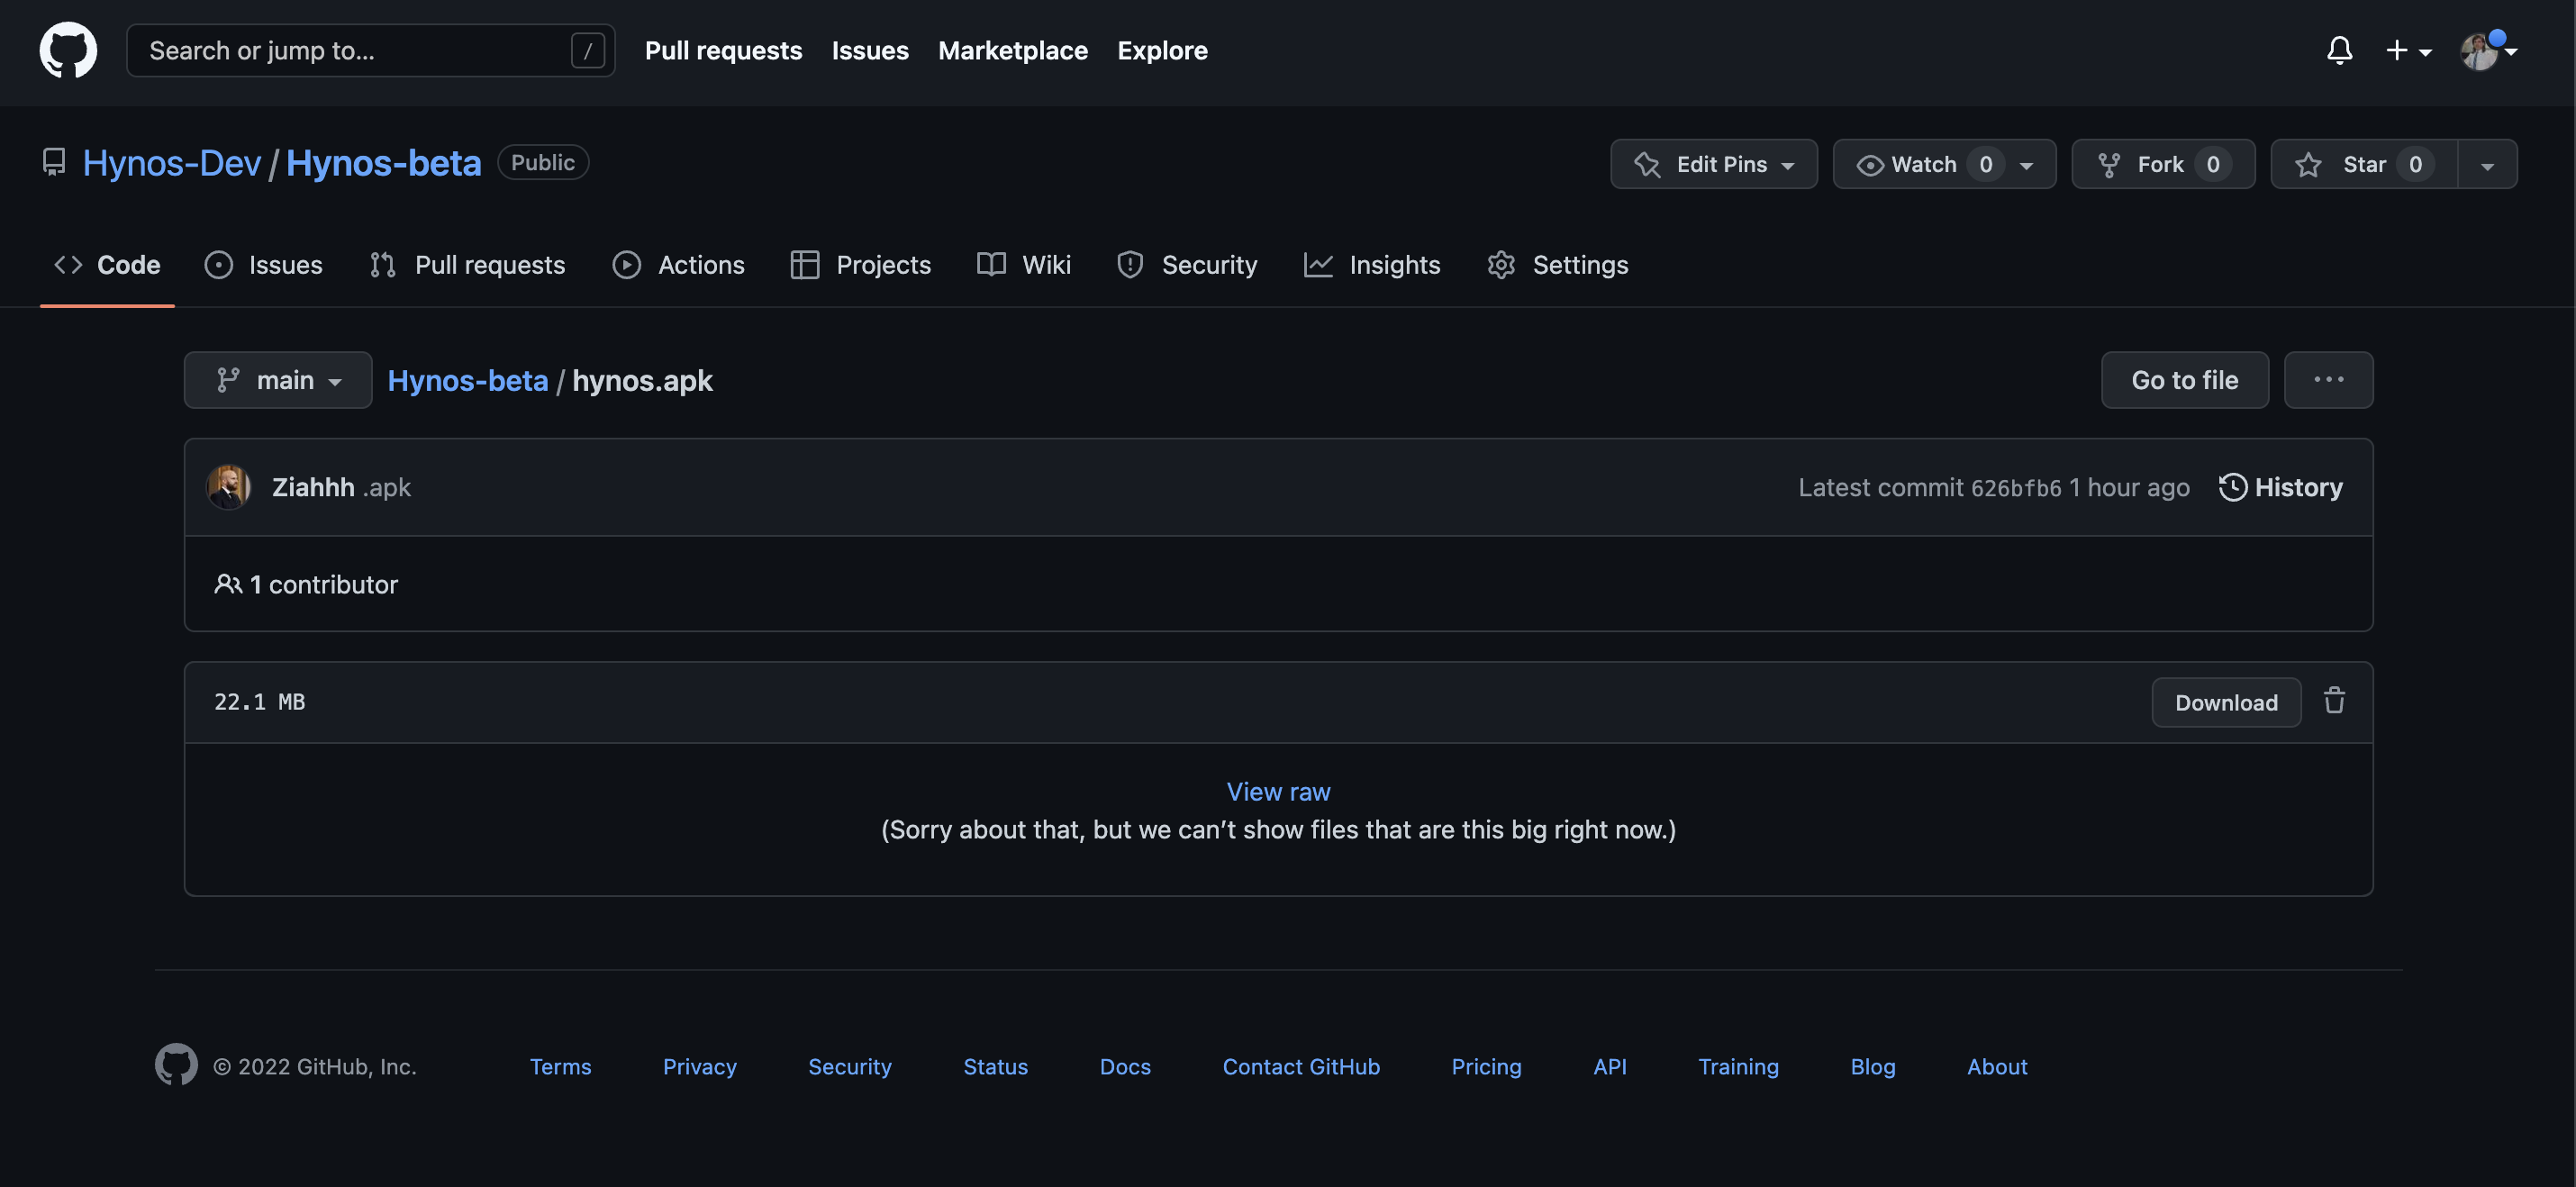 Search or jump to... / Pull requests Issues Marketplace Explore
Hynos-Dev / Hynos-beta Public Edit Pins Watch 0 Fork 0 Star 0
Code Issues Pull requests Actions Projects Wiki Security Insights Settings
main Hynos-beta / hynos.apk Go to file ...
Ziahhh .apk Latest commit 626bfb6 1 hour ago History
1 contributor
22.1 MB Download
View raw
(Sorry about that, but we can’t show files that are this big right now.)
© 2022 GitHub, Inc. Terms Privacy Security Status Docs Contact GitHub Pricing API Training Blog About